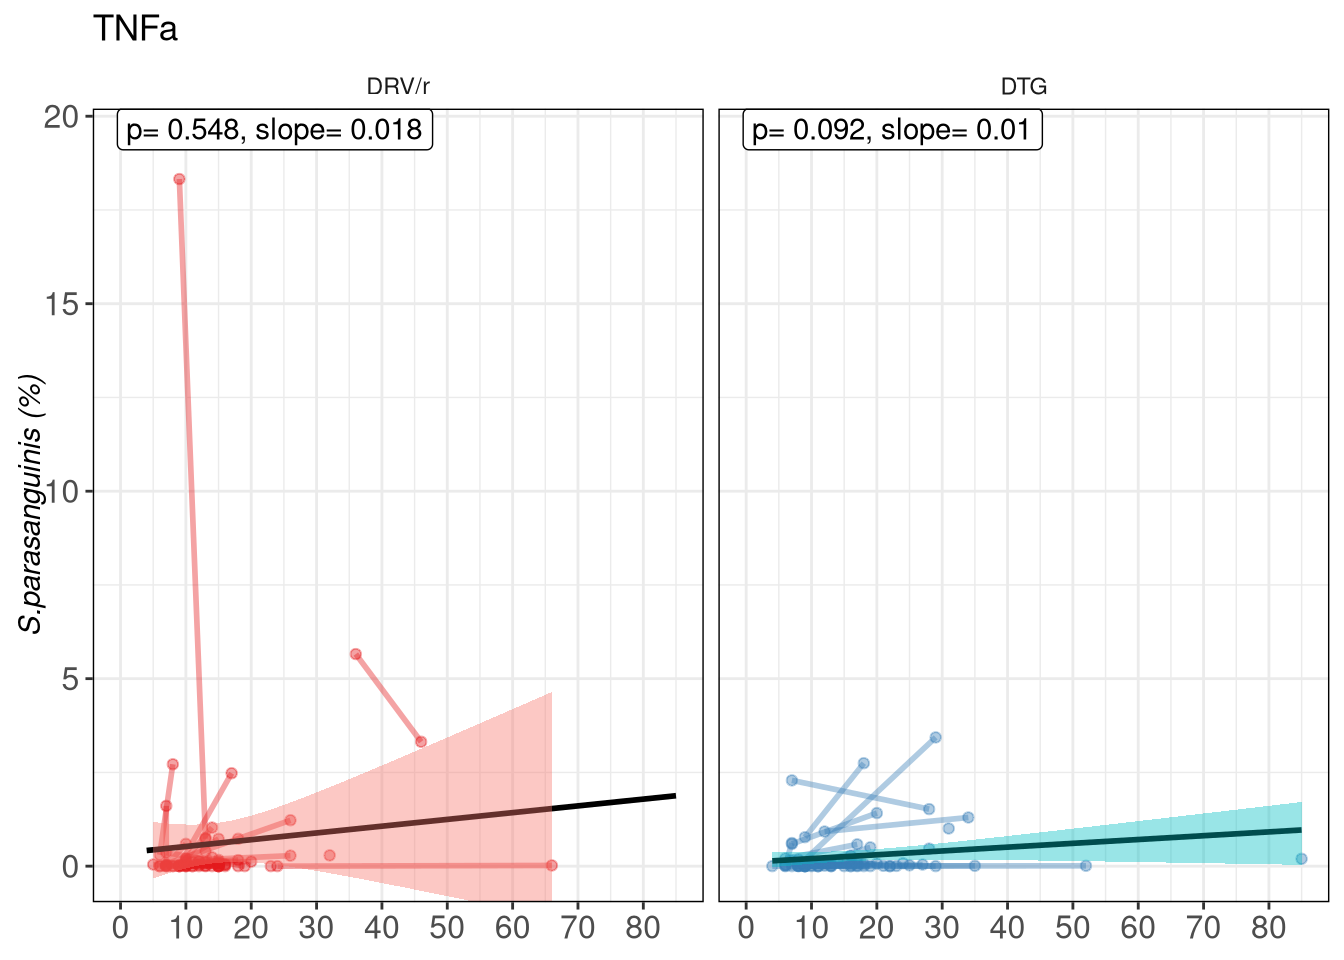 TNFa
DRV/r
DTG
p= 0.548, slope= 0.018
p= 0.092, slope= 0.01
S.parasanguinis (%)
20
15
10
5
0
0 10 20 30 40 50 60 70 80
0 10 20 30 40 50 60 70 80